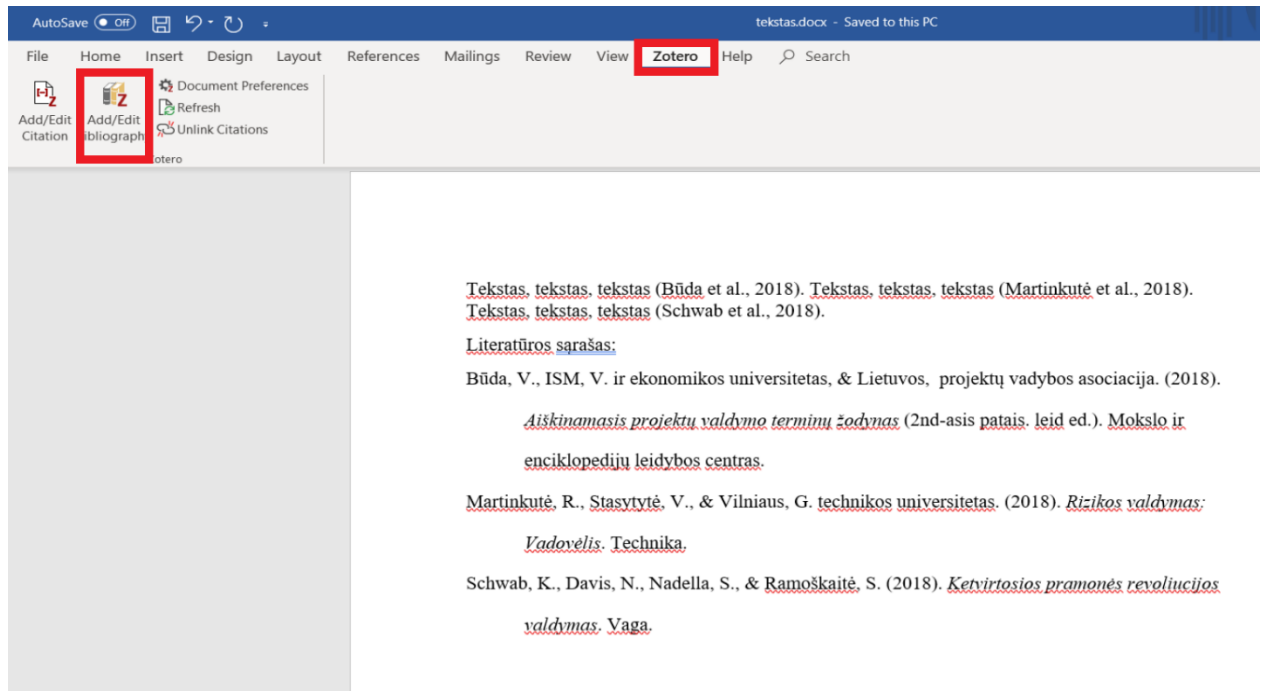 AutoSave Off tekstas.docx - Saved to this PC
File Home Insert Design Layout References Mailings Review View Zotero Help Search
Add/Edit Citation
Add/Edit ibliograph
Document Preferences
Refresh
Unlink Citations
otero
Tekstas, tekstas, tekstas (Būda et al., 2018). Tekstas, tekstas, tekstas (Martinkutė et al., 2018).
Tekstas, tekstas, tekstas (Schwab et al., 2018).
Literatūros sąrašas:
Būda, V., ISM, V. ir ekonomikos universitetas, & Lietuvos, projektų vadybos asociacija. (2018).
Aiškinamasis projektų valdymo terminų žodynas (2nd-asis patais. leid ed.). Mokslo ir
enciklopedijų leidybos centras.
Martinkutė, R., Stasytytė, V., & Vilniaus, G. technikos universitetas. (2018). Rizikos valdymas:
Vadovėlis. Technika.
Schwab, K., Davis, N., Nadella, S., & Ramoškaitė, S. (2018). Ketvirtosios pramonės revoliucijos
valdymas. Vaga.